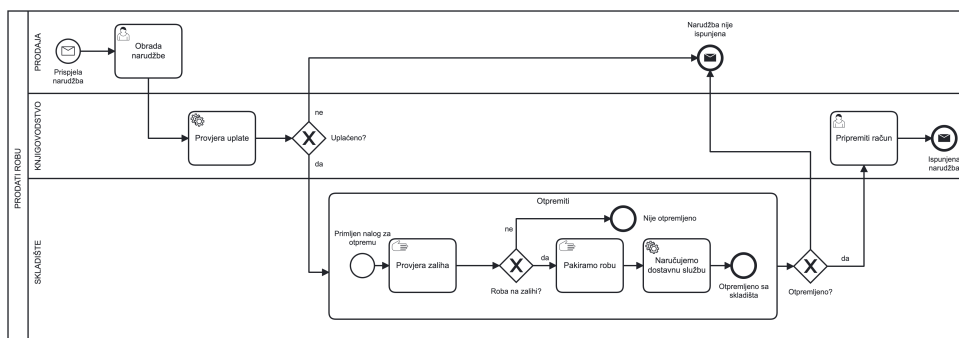 PRODATI ROBU
PRODAJA
Prispjela
narudžba
Obrada
narudžbe
Narudžba nije
ispunjena
KNJIGOVODSTVO
Provjera uplate
ne
Uplaćeno?
da
Pripremiti račun
Ispunjena
narudžba
SKLADIŠTE
Otpremiti
Primljen nalog za
otpremu
Provjera zaliha
ne
Nije otpremljeno
Roba na zalihi?
da
Pakiramo robu
Naručujemo
dostavnu službu
Otpremljeno sa
skladišta
Otpremljeno?
da